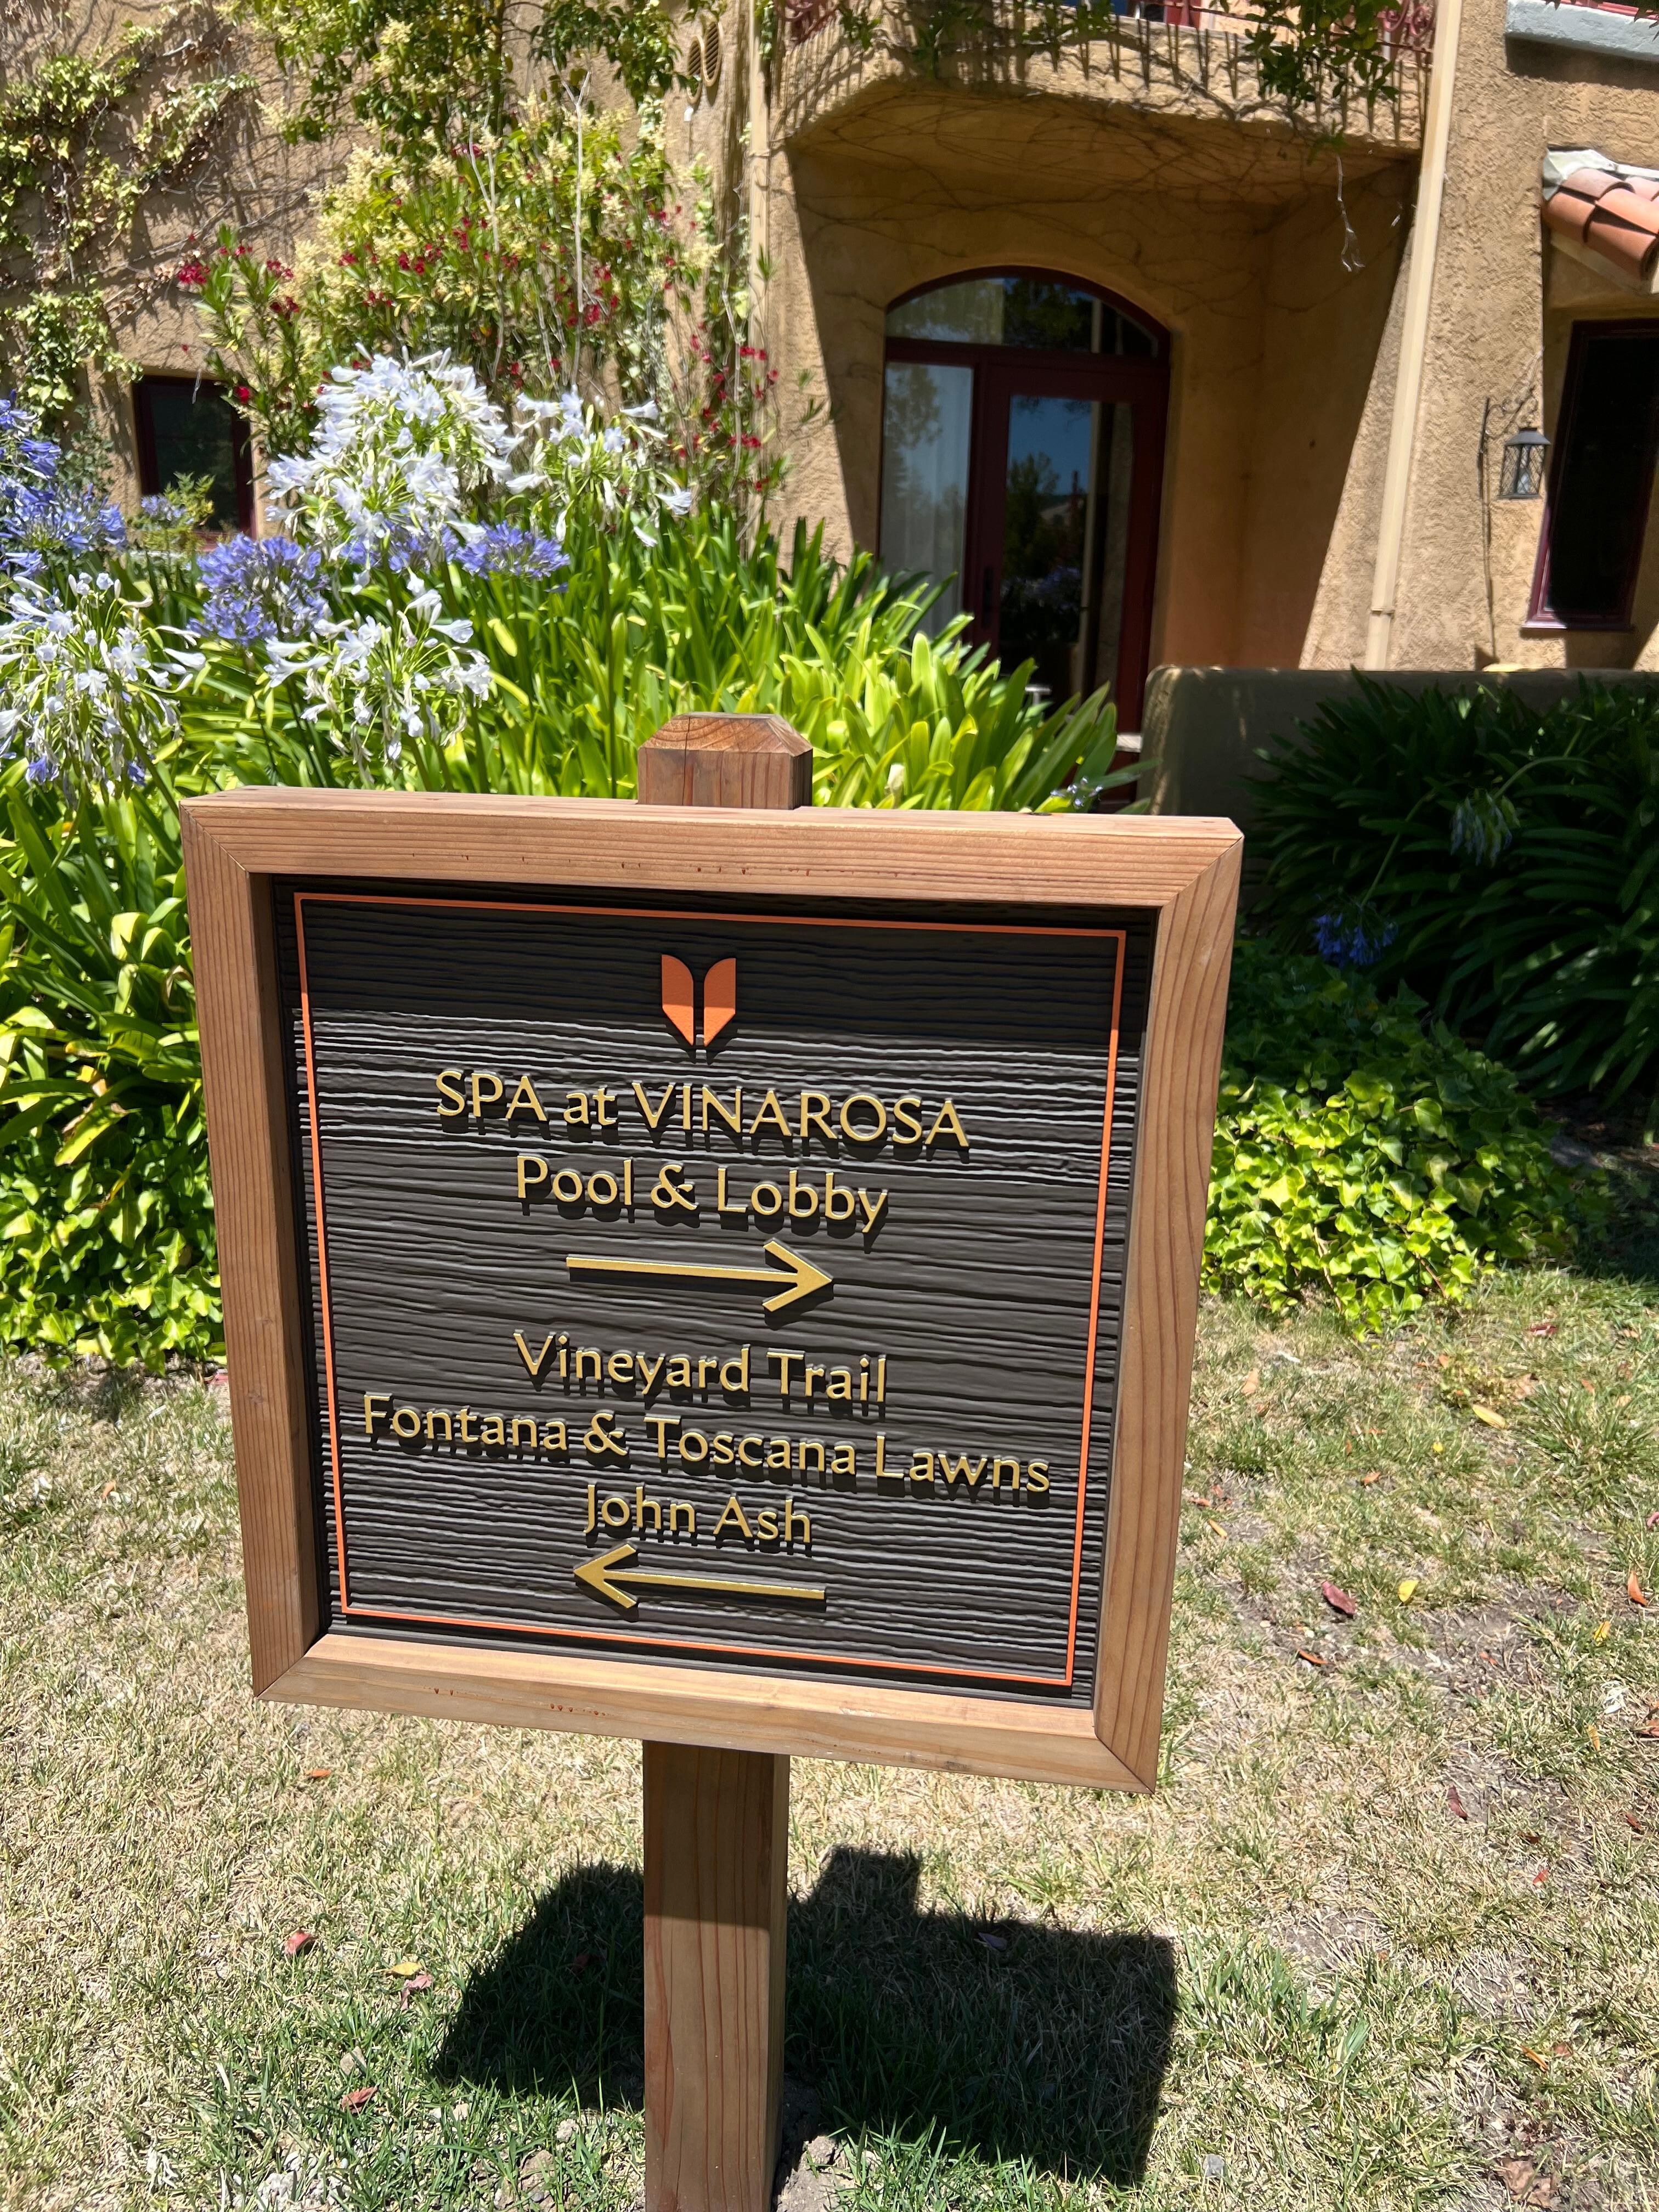 SPA at VINAROSA
Pool & Lobby
Vineyard Trail
Fontana & Toscana Lawns
John Ash